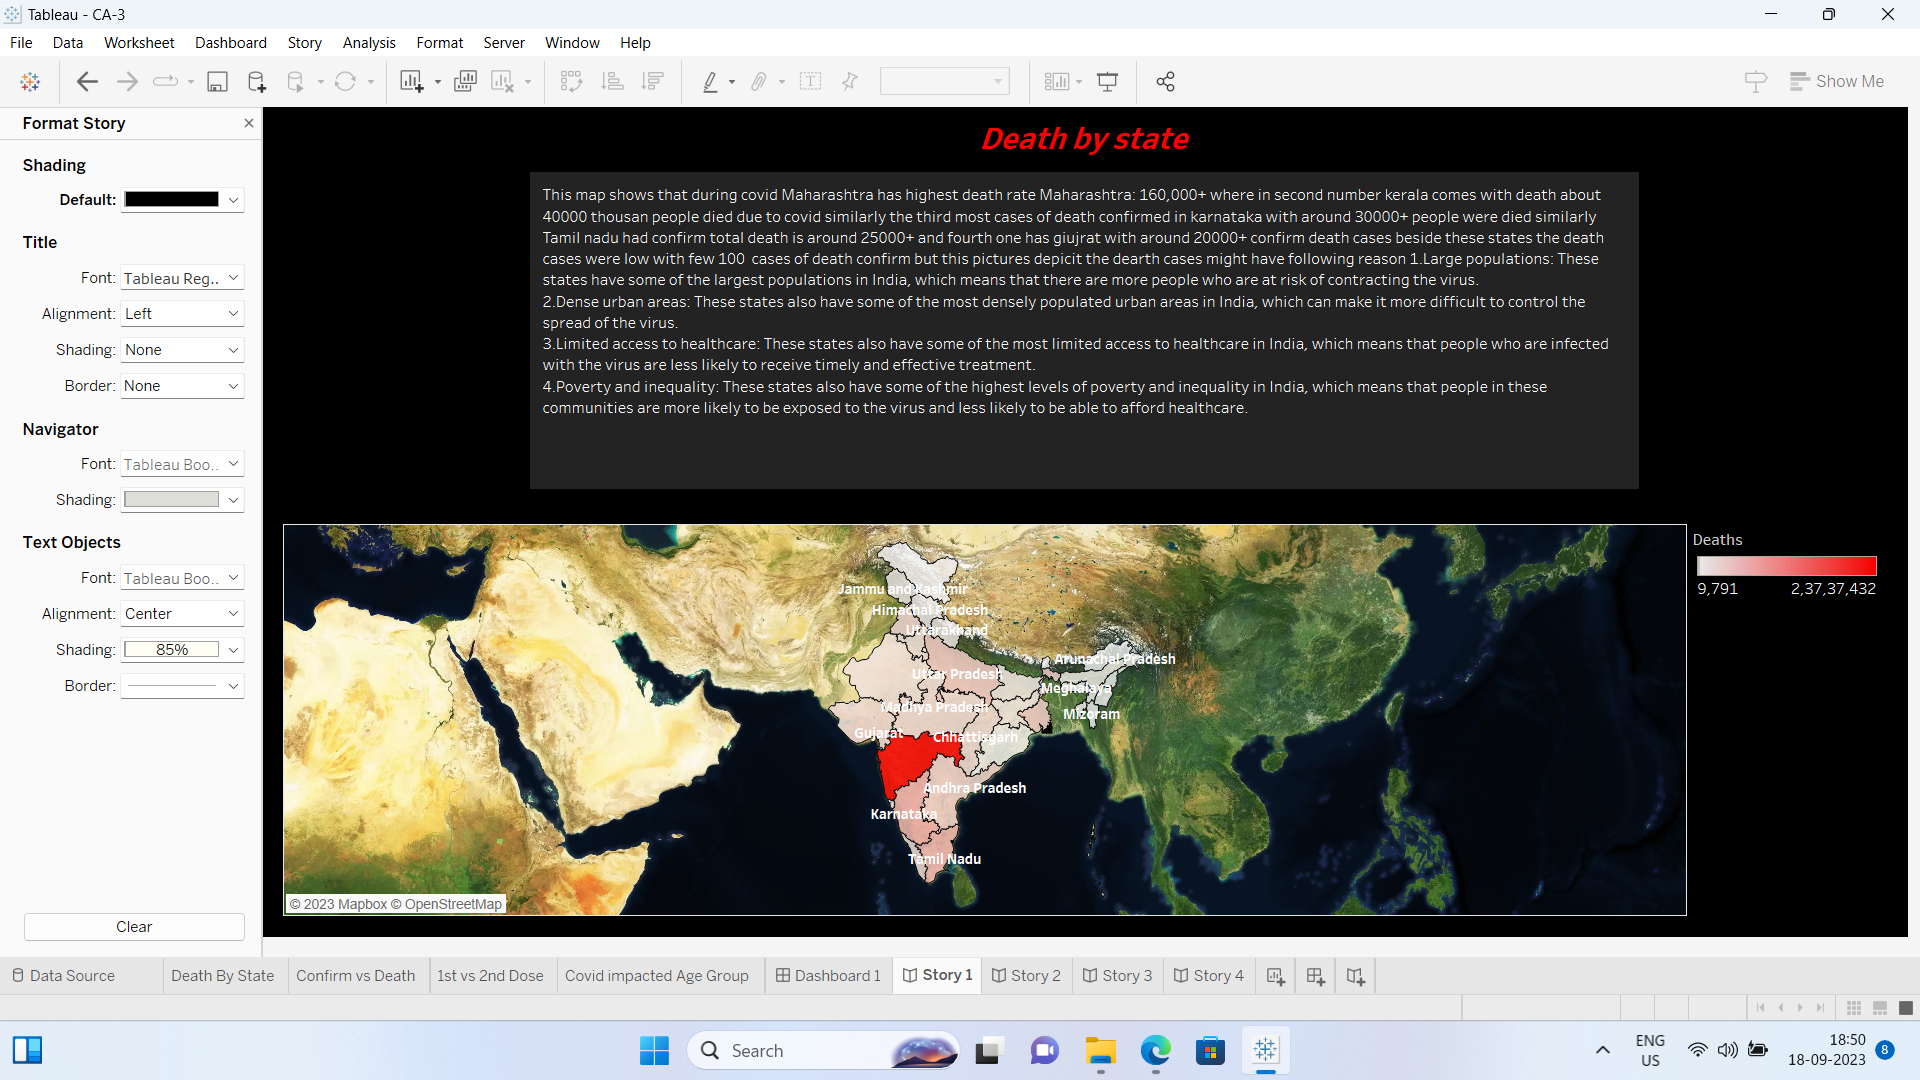 Tableau - CA-3
File Data Worksheet Dashboard Story Analysis Format Server Window Help
Show Me
Format Story
Shading
Default:
Title
Font: Tableau Reg..
Alignment: Left
Shading: None
Border: None
Navigator
Font: Tableau Boo..
Shading:
Text Objects
Font: Tableau Boo..
Alignment: Center
Shading: 85%
Border:
Clear
Death by state
This map shows that during covid Maharashtra has highest death rate Maharashtra: 160,000+ where in second number kerala comes with death about
40000 thousan people died due to covid similarly the third most cases of death confirmed in karnataka with around 30000+ people were died similarly
Tamil nadu had confirm total death is around 25000+ and fourth one has giujrat with around 20000+ confirm death cases beside these states the death
cases were low with few 100 cases of death confirm but this pictures depicit the dearth cases might have following reason 1.Large populations: These
states have some of the largest populations in India, which means that there are more people who are at risk of contracting the virus.
2.Dense urban areas: These states also have some of the most densely populated urban areas in India, which can make it more difficult to control the
spread of the virus.
3.Limited access to healthcare: These states also have some of the most limited access to healthcare in India, which means that people who are infected
with the virus are less likely to receive timely and effective treatment.
4.Poverty and inequality: These states also have some of the highest levels of poverty and inequality in India, which means that people in these
communities are more likely to be exposed to the virus and less likely to be able to afford healthcare.
Jammu and Kashmir
Himachal Pradesh
Uttarakhand
Arunachal Pradesh
Uttar Pradesh
Meghalaya
Madhya Pradesh
Mizoram
Gujarat
Chhattisgarh
Andhra Pradesh
Karnataka
Tamil Nadu
© 2023 Mapbox © OpenStreetMap
Deaths
9,791 2,37,37,432
Data Source Death By State Confirm vs Death 1st vs 2nd Dose Covid impacted Age Group Dashboard 1 Story 1 Story 2 Story 3 Story 4
Search
ENG
US
18:50
18-09-2023
8